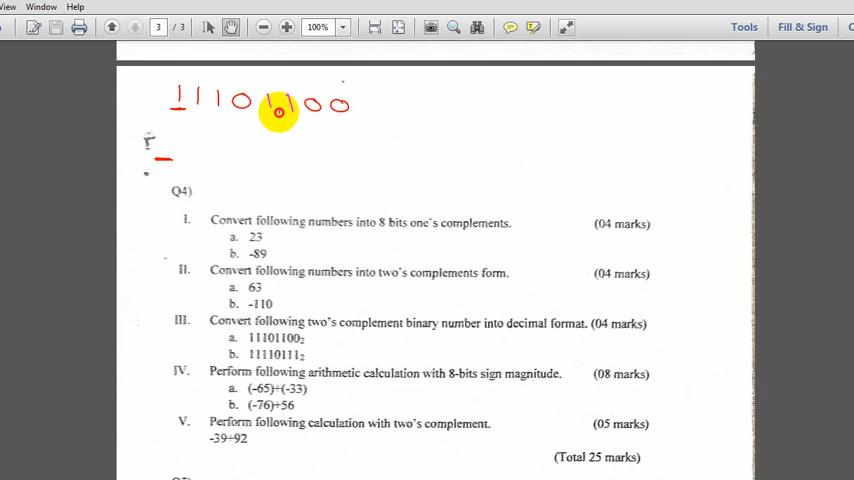 View Window Help
3 / 3 100% Tools Fill & Sign
11101100
Q4)
I. Convert following numbers into 8 bits one's complements. (04 marks)
a. 23
b. -89
II. Convert following numbers into two's complements form. (04 marks)
a. 63
b. -110
III. Convert following two's complement binary number into decimal format. (04 marks)
a. 11101100₂
b. 11110111₂
IV. Perform following arithmetic calculation with 8-bits sign magnitude. (08 marks)
a. (-65)+(-33)
b. (-76)+56
V. Perform following calculation with two's complement. (05 marks)
-39+92
(Total 25 marks)